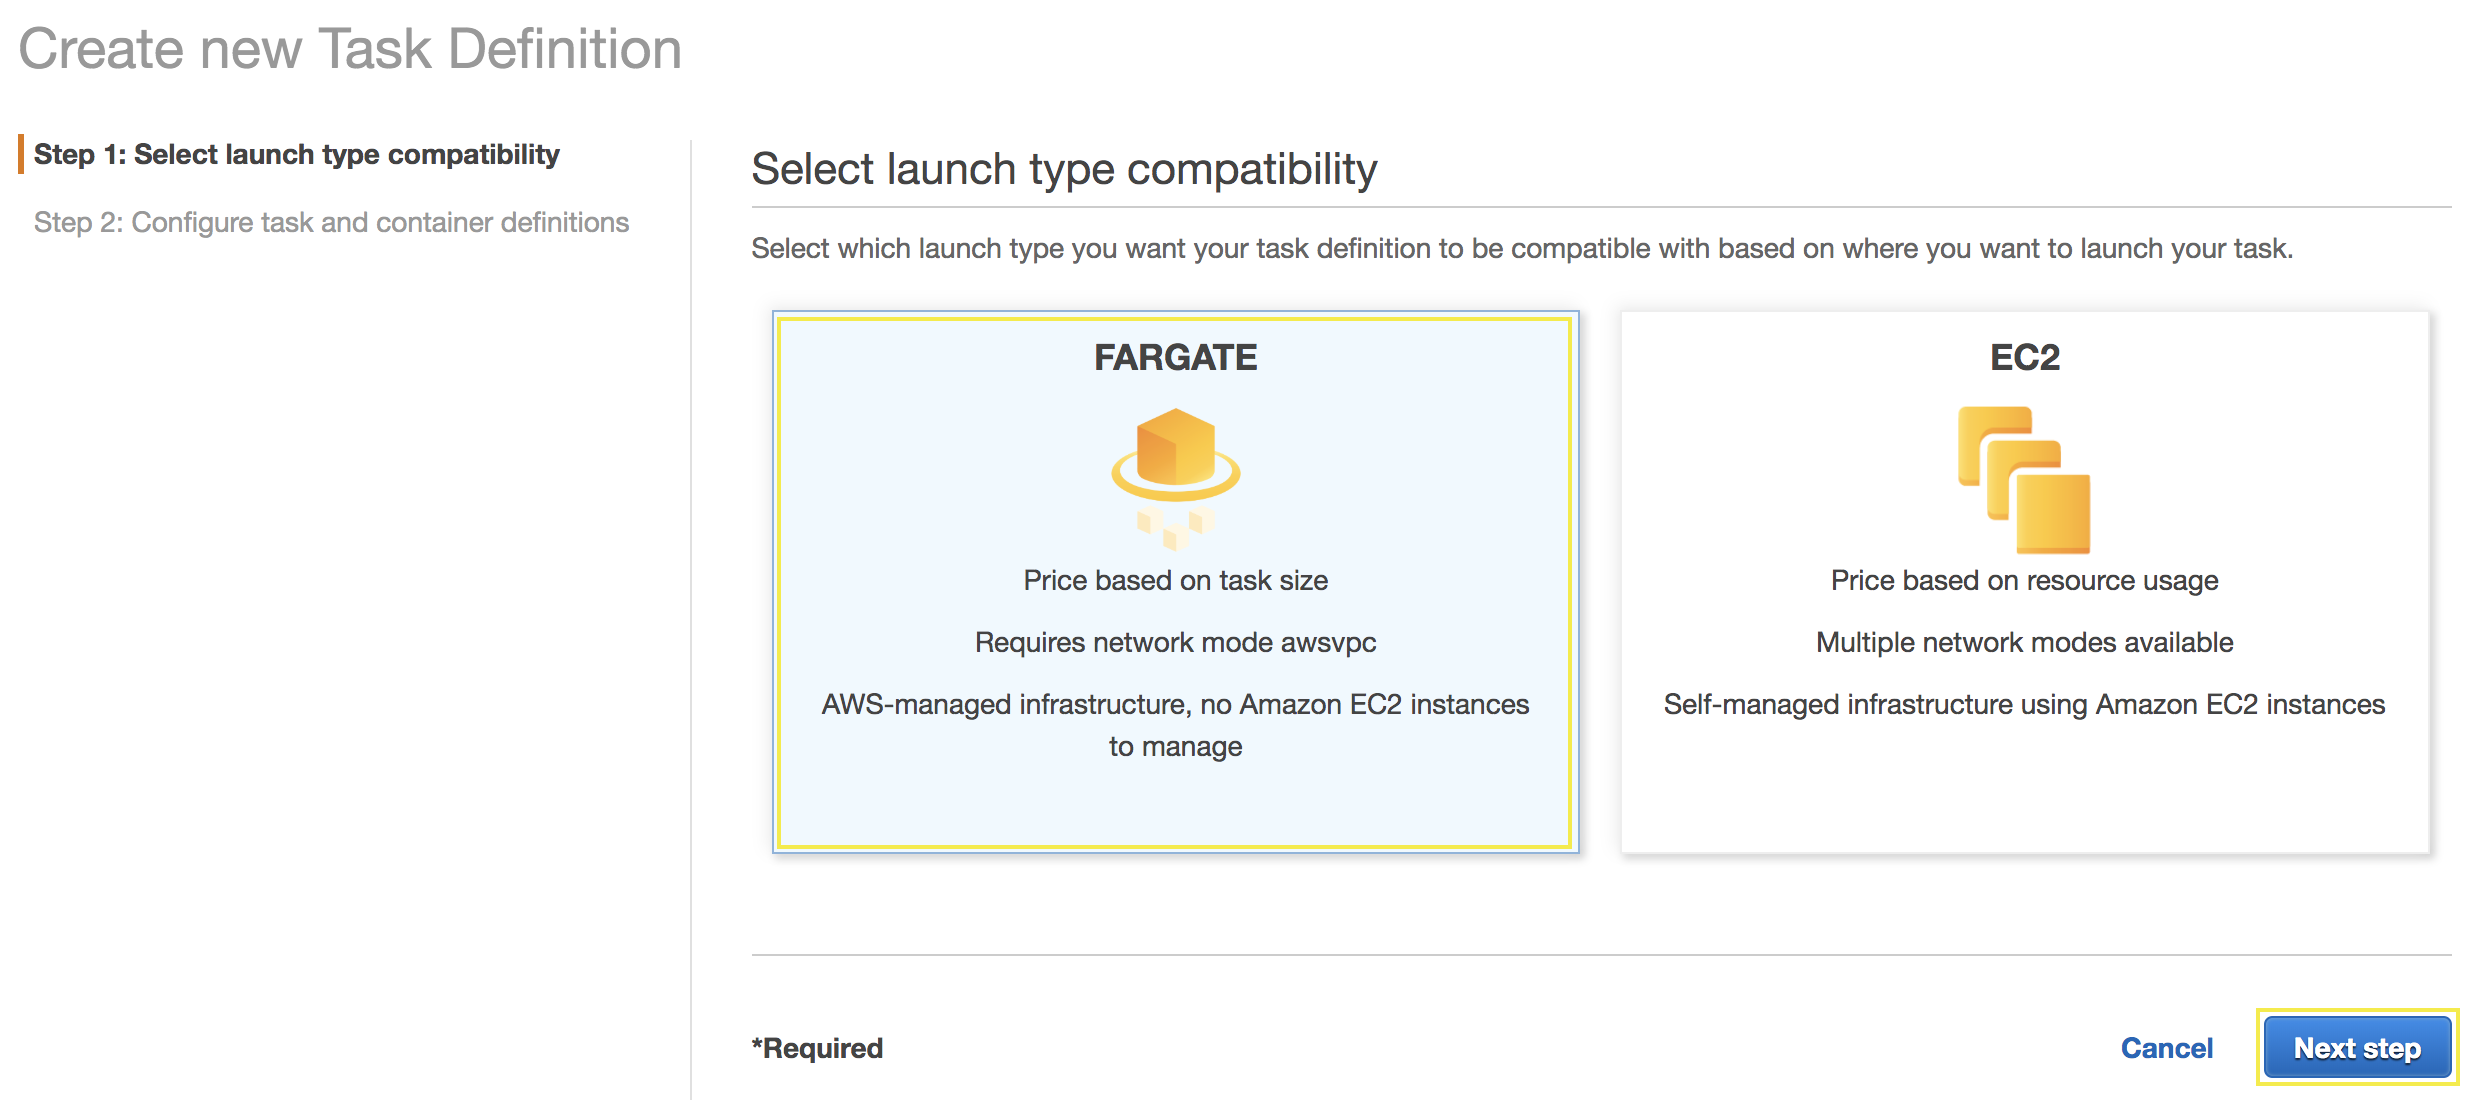 Create new Task Definition
Step 1: Select launch type compatibility
Step 2: Configure task and container definitions
Select launch type compatibility
Select which launch type you want your task definition to be compatible with based on where you want to launch your task.
FARGATE
Price based on task size
Requires network mode awsvpc
AWS-managed infrastructure, no Amazon EC2 instances
to manage
EC2
Price based on resource usage
Multiple network modes available
Self-managed infrastructure using Amazon EC2 instances
*Required
Cancel
Next step